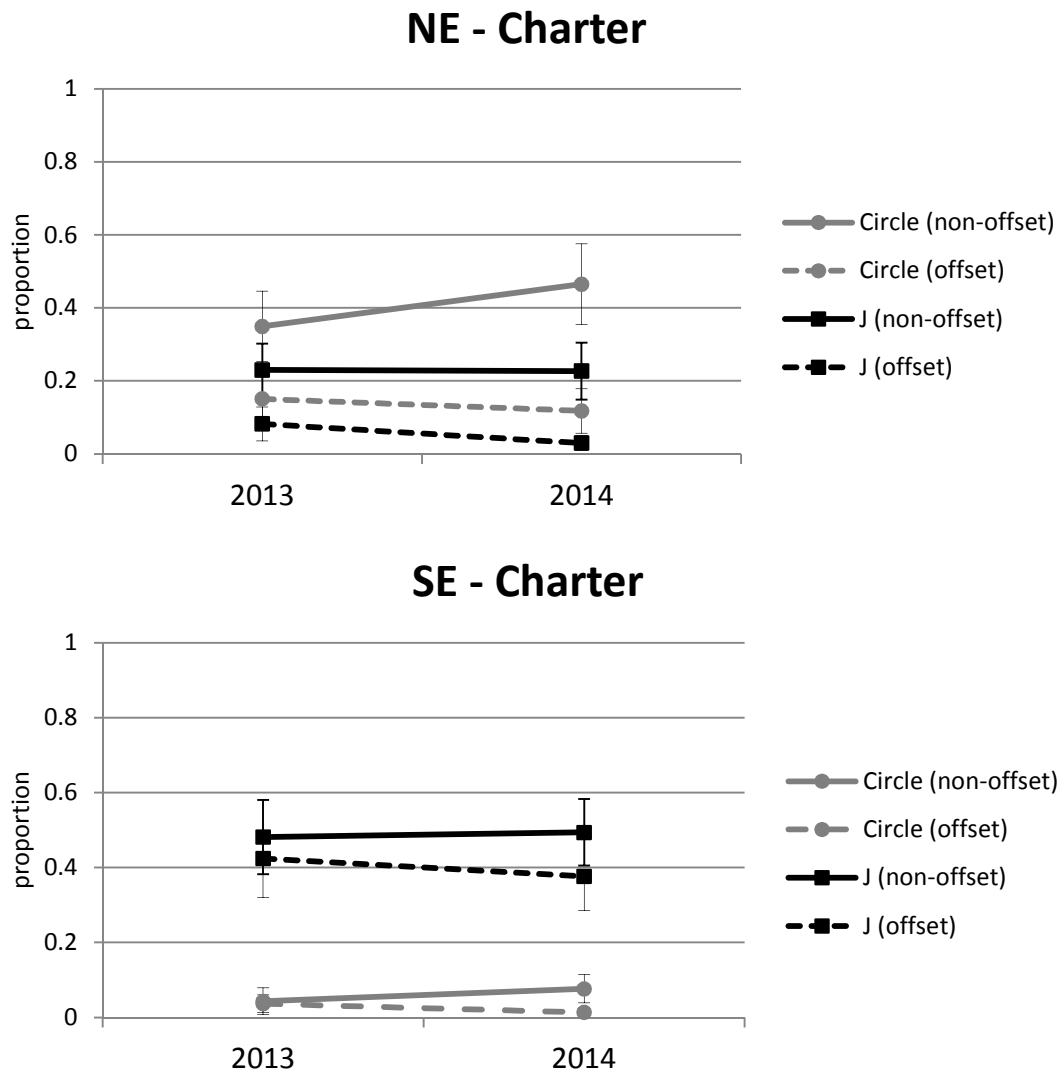 NE - Charter
1
0.8
0.6
0.4
0.2
0
proportion
2013
2014
Circle (non-offset)
Circle (offset)
J (non-offset)
J (offset)
SE - Charter
1
0.8
0.6
0.4
0.2
0
proportion
2013
2014
Circle (non-offset)
Circle (offset)
J (non-offset)
J (offset)